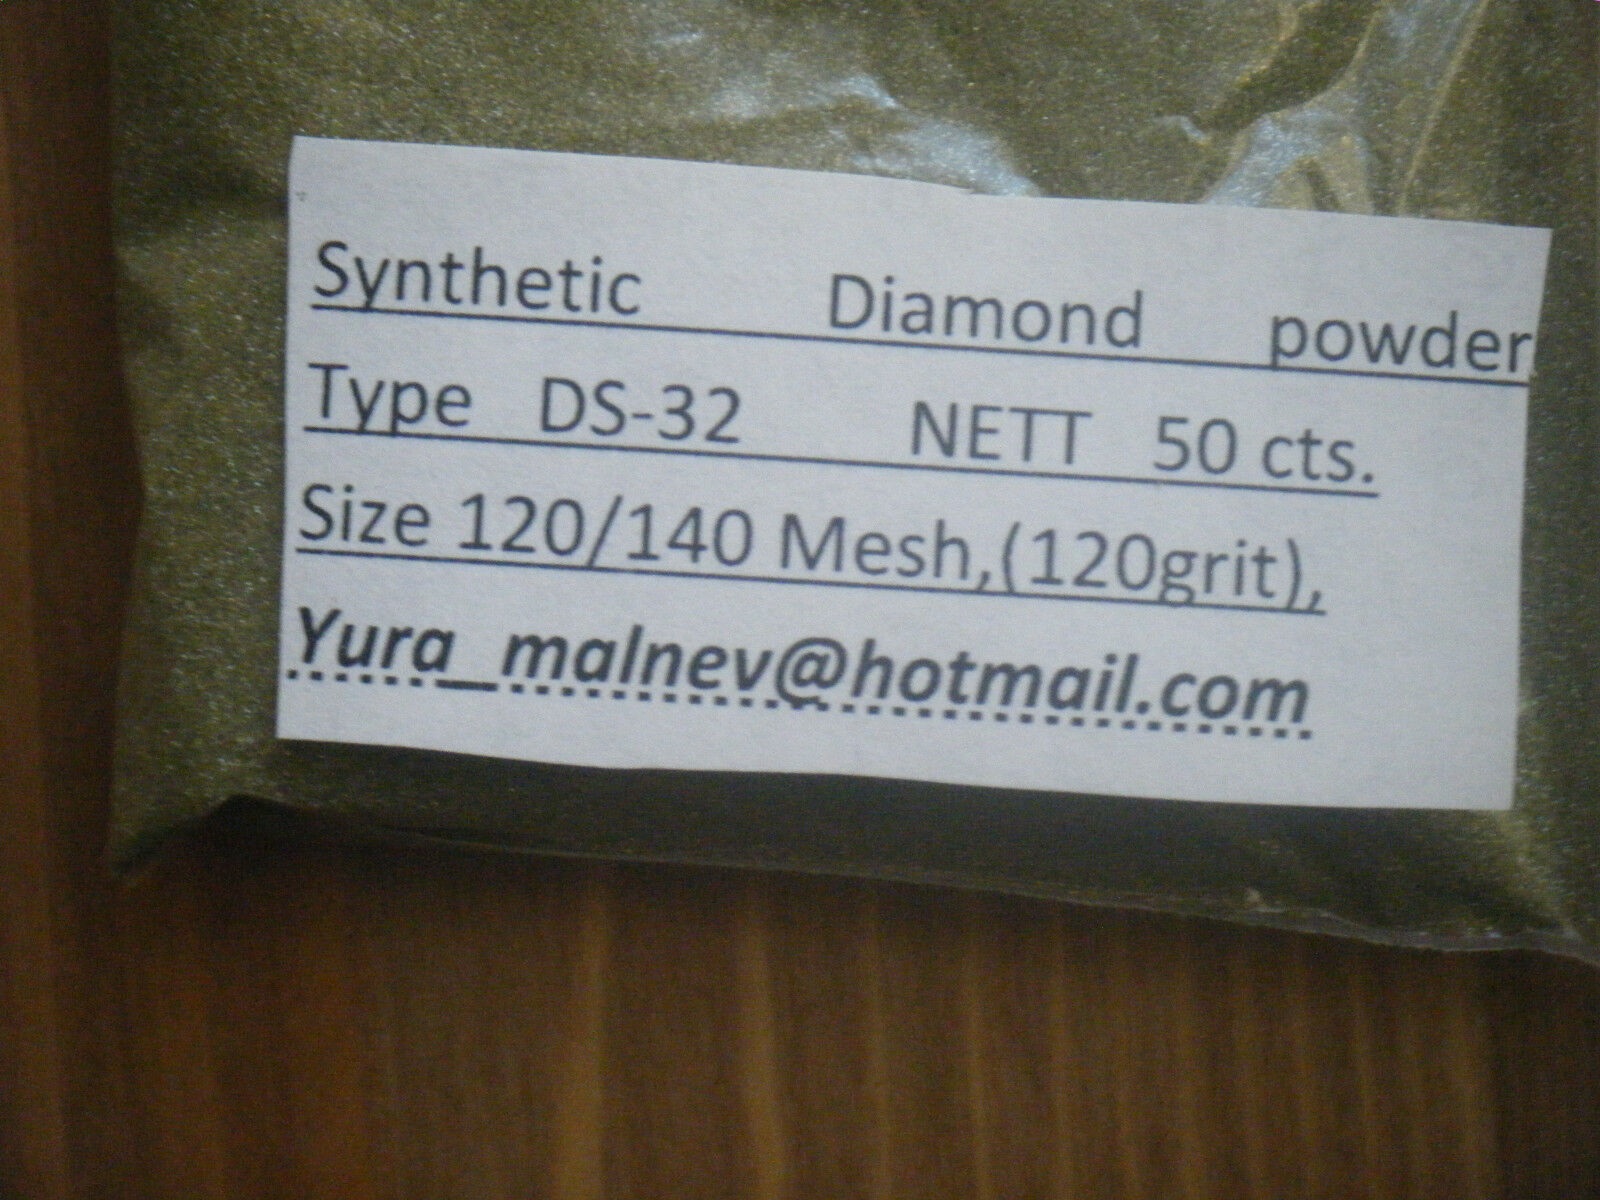 Synthetic Diamond powder
Type DS-32 NETT 50 cts.
Size 120/140 Mesh,(120grit),
Yura_malnev@hotmail.com